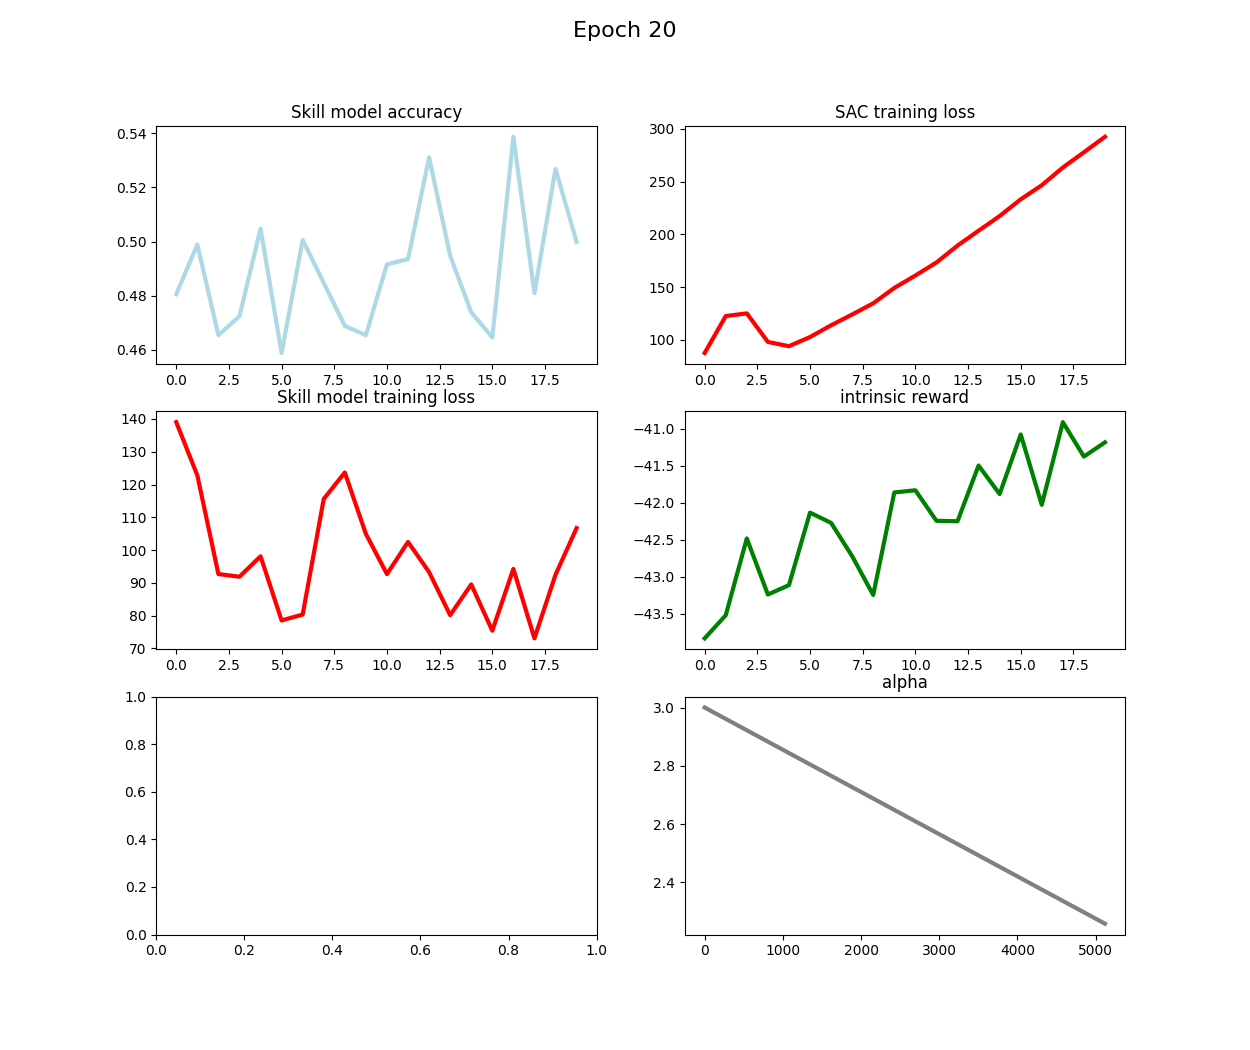 Epoch 20
Skill model accuracy
0.54
0.52
0.50
0.48
0.46
0.0 2.5 5.0 7.5 10.0 12.5 15.0 17.5
SAC training loss
300
250
200
150
100
0.0 2.5 5.0 7.5 10.0 12.5 15.0 17.5
Skill model training loss
140
130
120
110
100
90
80
70
0.0 2.5 5.0 7.5 10.0 12.5 15.0 17.5
intrinsic reward
−41.0
−41.5
−42.0
−42.5
−43.0
−43.5
0.0 2.5 5.0 7.5 10.0 12.5 15.0 17.5
1.0
0.8
0.6
0.4
0.2
0.0
0.0 0.2 0.4 0.6 0.8 1.0
alpha
3.0
2.8
2.6
2.4
0 1000 2000 3000 4000 5000